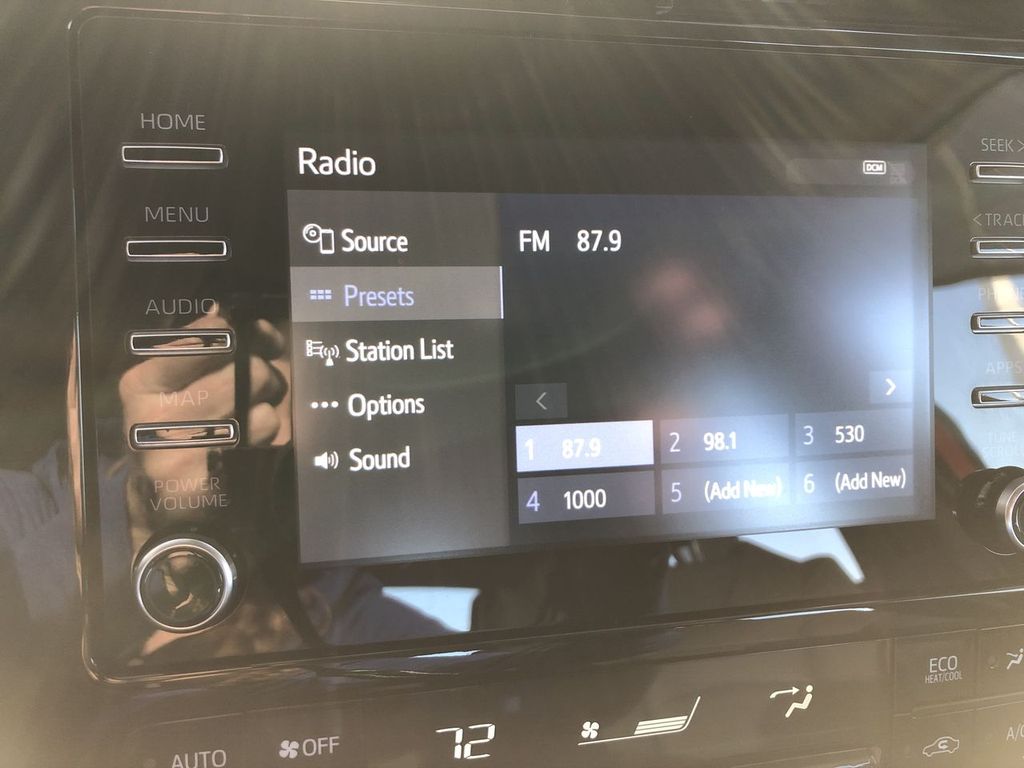 HOME
MENU
AUDIO
MAP
POWER
VOLUME
Radio
DCM
Source
Presets
Station List
Options
Sound
FM 87.9
<
>
1 87.9
2 98.1
3 530
4 1000
5 (Add New)
6 (Add New)
SEEK >
< TRACK
APPS
TUNE
ECO
HEAT/COOL
AUTO
OFF
72
A/C